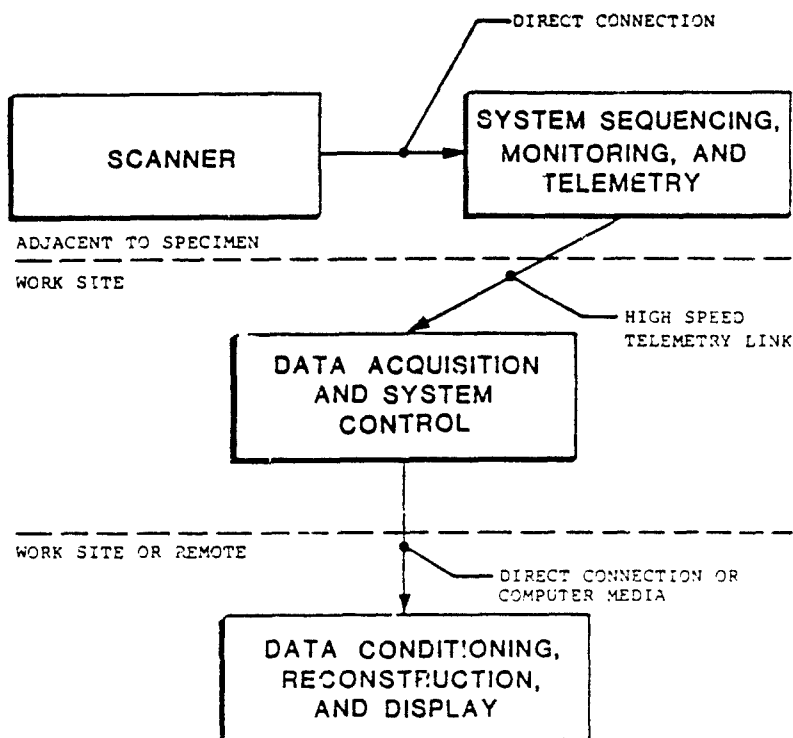 DIRECT CONNECTION
SCANNER
SYSTEM SEQUENCING,
MONITORING, AND
TELEMETRY
ADJACENT TO SPECIMEN
WORK SITE
HIGH SPEED
TELEMETRY LINK
DATA ACQUISITION
AND SYSTEM
CONTROL
WORK SITE OR REMOTE
DIRECT CONNECTION OR
COMPUTER MEDIA
DATA CONDITIONING,
RECONSTRUCTION,
AND DISPLAY